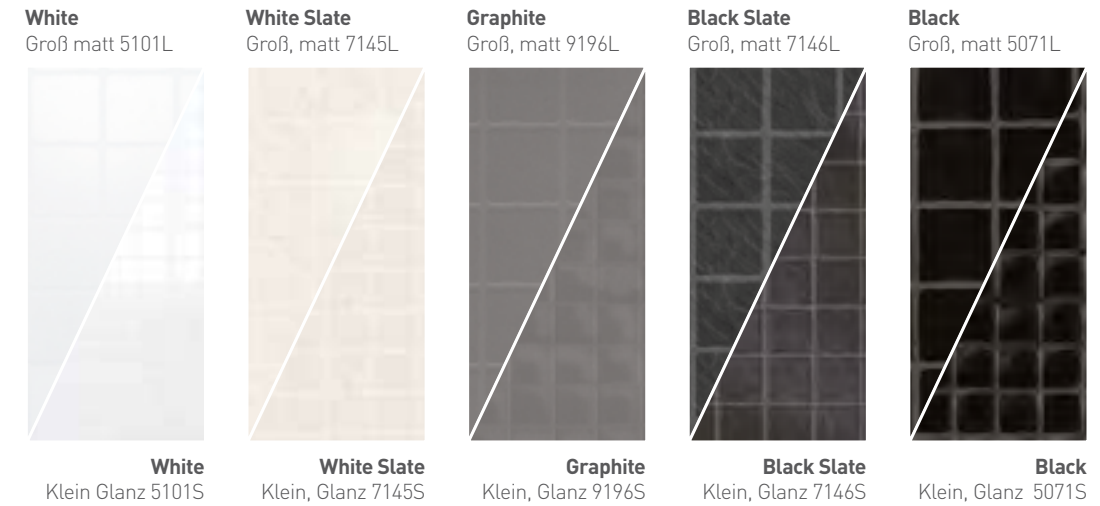 White
Groß matt 5101L
White Slate
Groß, matt 7145L
Graphite
Groß, matt 9196L
Black Slate
Groß, matt 7146L
Black
Groß, matt 5071L
White
Klein Glanz 5101S
White Slate
Klein, Glanz 7145S
Graphite
Klein, Glanz 9196S
Black Slate
Klein, Glanz 7146S
Black
Klein, Glanz 5071S